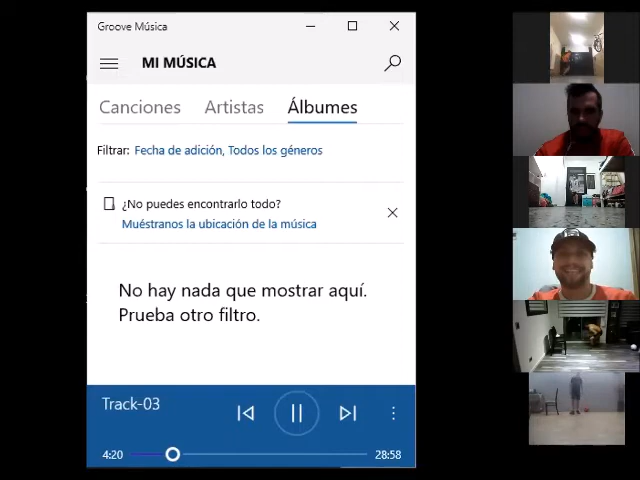 Groove Música
MI MÚSICA
Canciones Artistas Álbumes
Filtrar: Fecha de adición, Todos los géneros
¿No puedes encontrarlo todo?
Muéstranos la ubicación de la música
No hay nada que mostrar aquí.
Prueba otro filtro.
Track-03
4:20 28:58